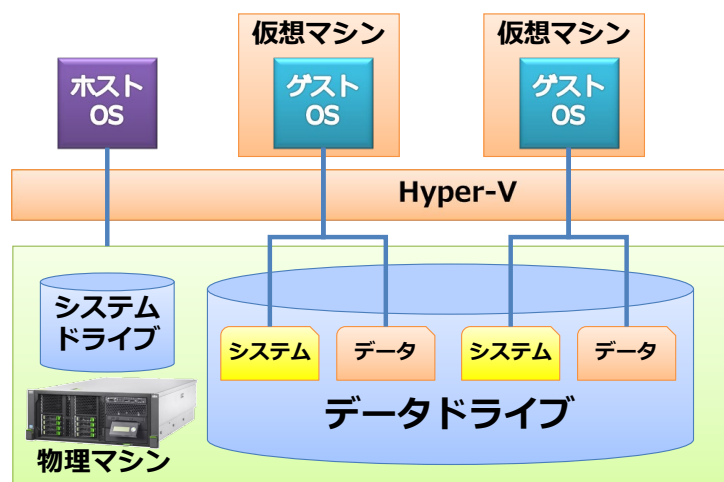 仮想マシン
仮想マシン
ホスト
OS
ゲスト
OS
ゲスト
OS
Hyper-V
システム
ドライブ
システム
データ
システム
データ
データドライブ
物理マシン